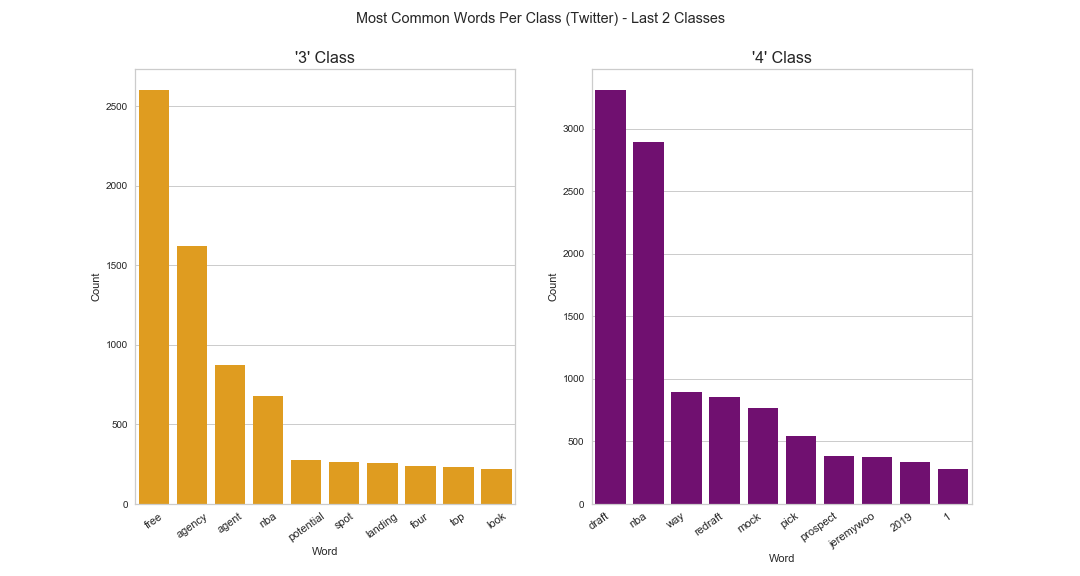 Most Common Words Per Class (Twitter) - Last 2 Classes
'3' Class
2500
2000
1500
1000
500
0
Count
free
agency
agent
nba
potential
spot
landing
four
top
look
Word
'4' Class
3000
2500
2000
1500
1000
500
0
Count
draft
nba
way
redraft
mock
pick
prospect
jeremywoo
2019
1
Word